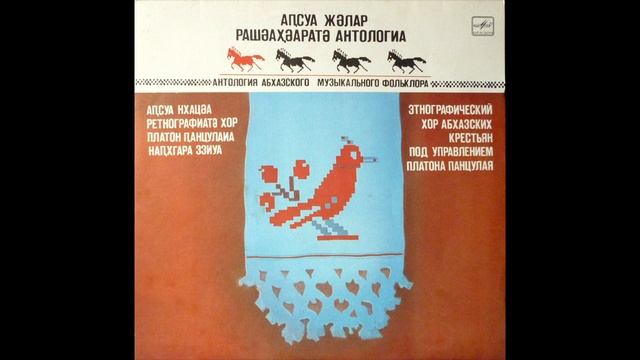 АԤСУА ЖӘЛАР
РАШӘАҲӘАРАТӘ АНТОЛОГИА
АНТОЛОГИЯ АБХАЗСКОГО МУЗЫКАЛЬНОГО ФОЛЬКЛОРА
АԤСУА НХАЦӘА
РЕТНОГРАФИАТӘ ХОР
ПЛАТОН ԤАНЦУЛАИА
НАԤХГАРА ЗЗИУА
ЭТНОГРАФИЧЕСКИЙ
ХОР АБХАЗСКИХ
КРЕСТЬЯН
ПОД УПРАВЛЕНИЕМ
ПЛАТОНА ПАНЦУЛАЯ